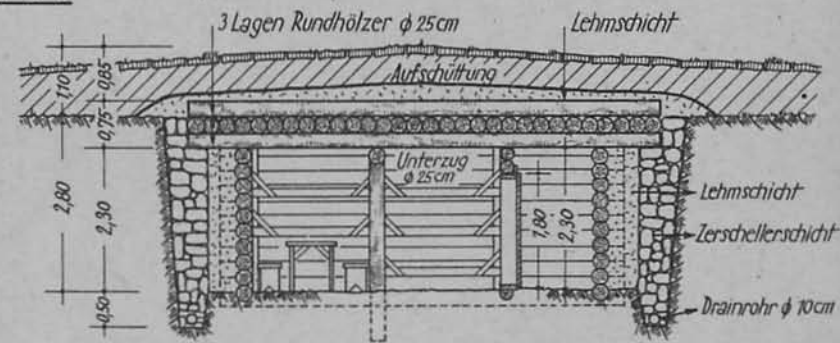 3 Lagen Rundhölzer ϕ 25cm
Lehmschicht
Aufschüttung
1,10
0,85
0,75
2,80
2,30
0,50
Unterzug
ϕ 25cm
1,80
2,30
Lehmschicht
Zerschellerschicht
Drainrohr ϕ 10cm